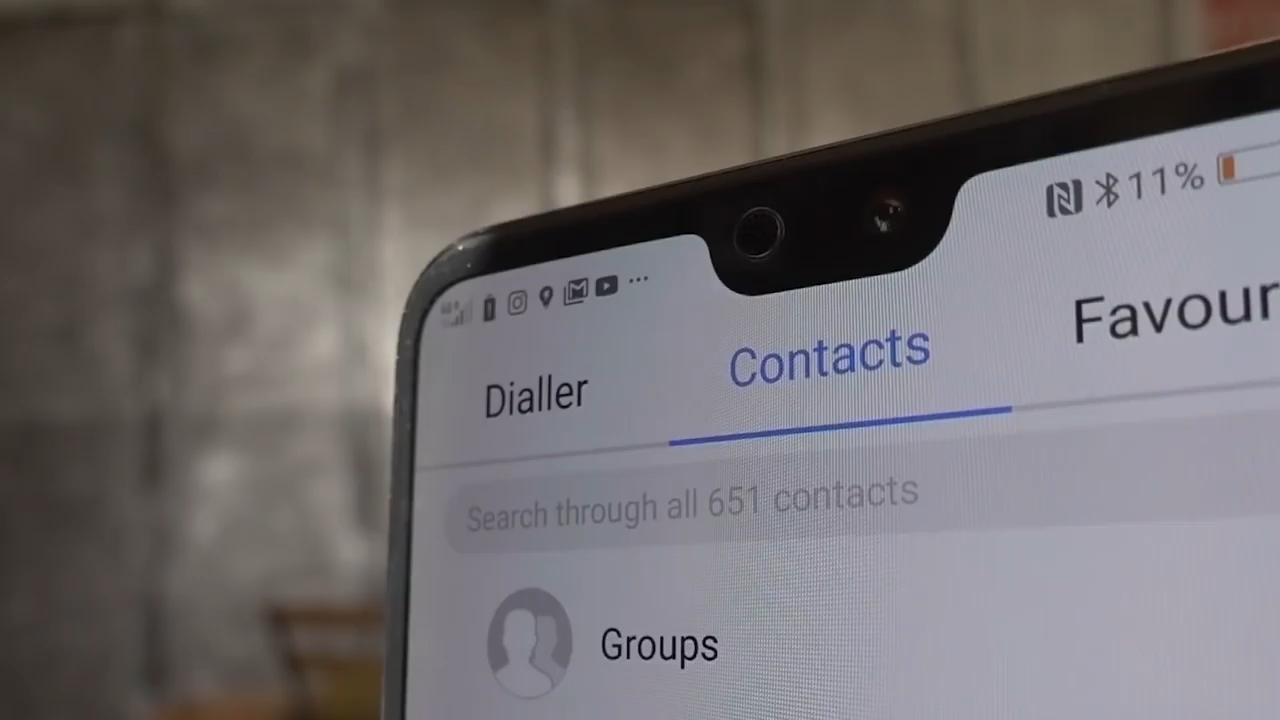 11%
Dialler Contacts Favour
Search through all 651 contacts
Groups